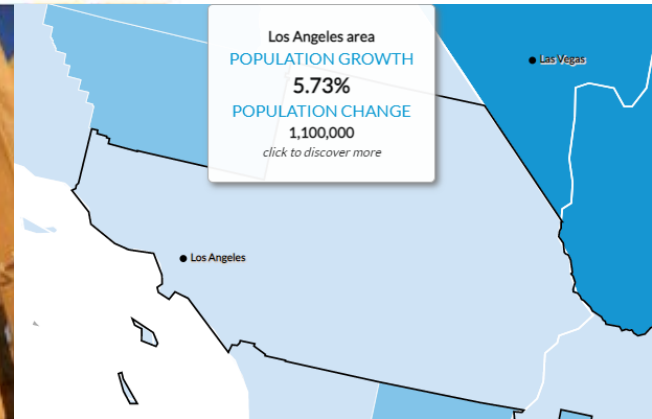 Los Angeles area
POPULATION GROWTH
5.73%
POPULATION CHANGE
1,100,000
click to discover more
Las Vegas
Los Angeles